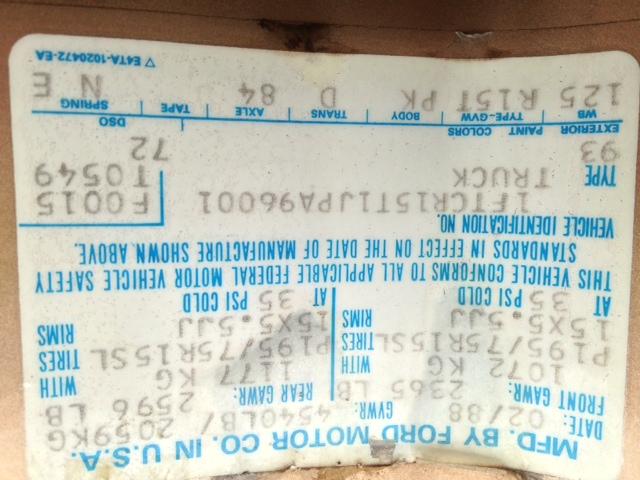 MFD. BY FORD MOTOR CO. IN U.S.A.
DATE: 02/88 GVWR: 4540LB/ 2059KG
FRONT GAWR: 2365 LB REAR GAWR: 2596 LB
1072 KG WITH 1177 KG WITH
P195/75R15SL TIRES P195/75R15SL TIRES
15X5.5JJ RIMS 15X5.5JJ RIMS
AT 35 PSI COLD AT 35 PSI COLD
THIS VEHICLE CONFORMS TO ALL APPLICABLE FEDERAL MOTOR VEHICLE SAFETY
STANDARDS IN EFFECT ON THE DATE OF MANUFACTURE SHOWN ABOVE.
VEHICLE IDENTIFICATION NO.
1FTCR15T1JPA96001 F0015
TYPE TRUCK T0549
93 72
EXTERIOR PAINT COLORS DSO
WB TYPE-GVW BODY TRANS AXLE TAPE SPRING
125 R15T PK D 84 N E
▽ E4TA-1020472-EA